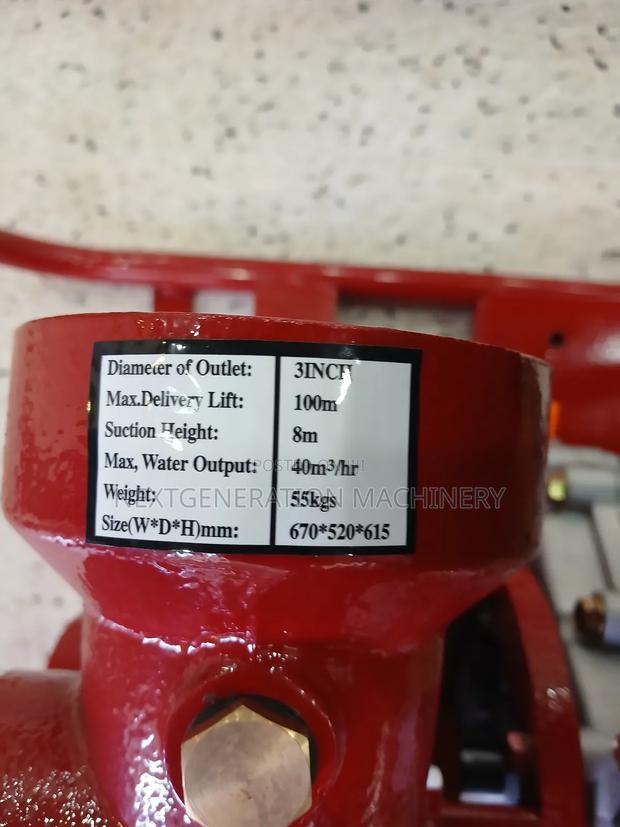 Diameter of Outlet: 3INCH
Max.Delivery Lift: 100m
Suction Height: 8m
Max, Water Output: 40m³/hr
Weight: 55kgs
Size(W*D*H)mm: 670*520*615
NEXTGENERATION MACHINERY